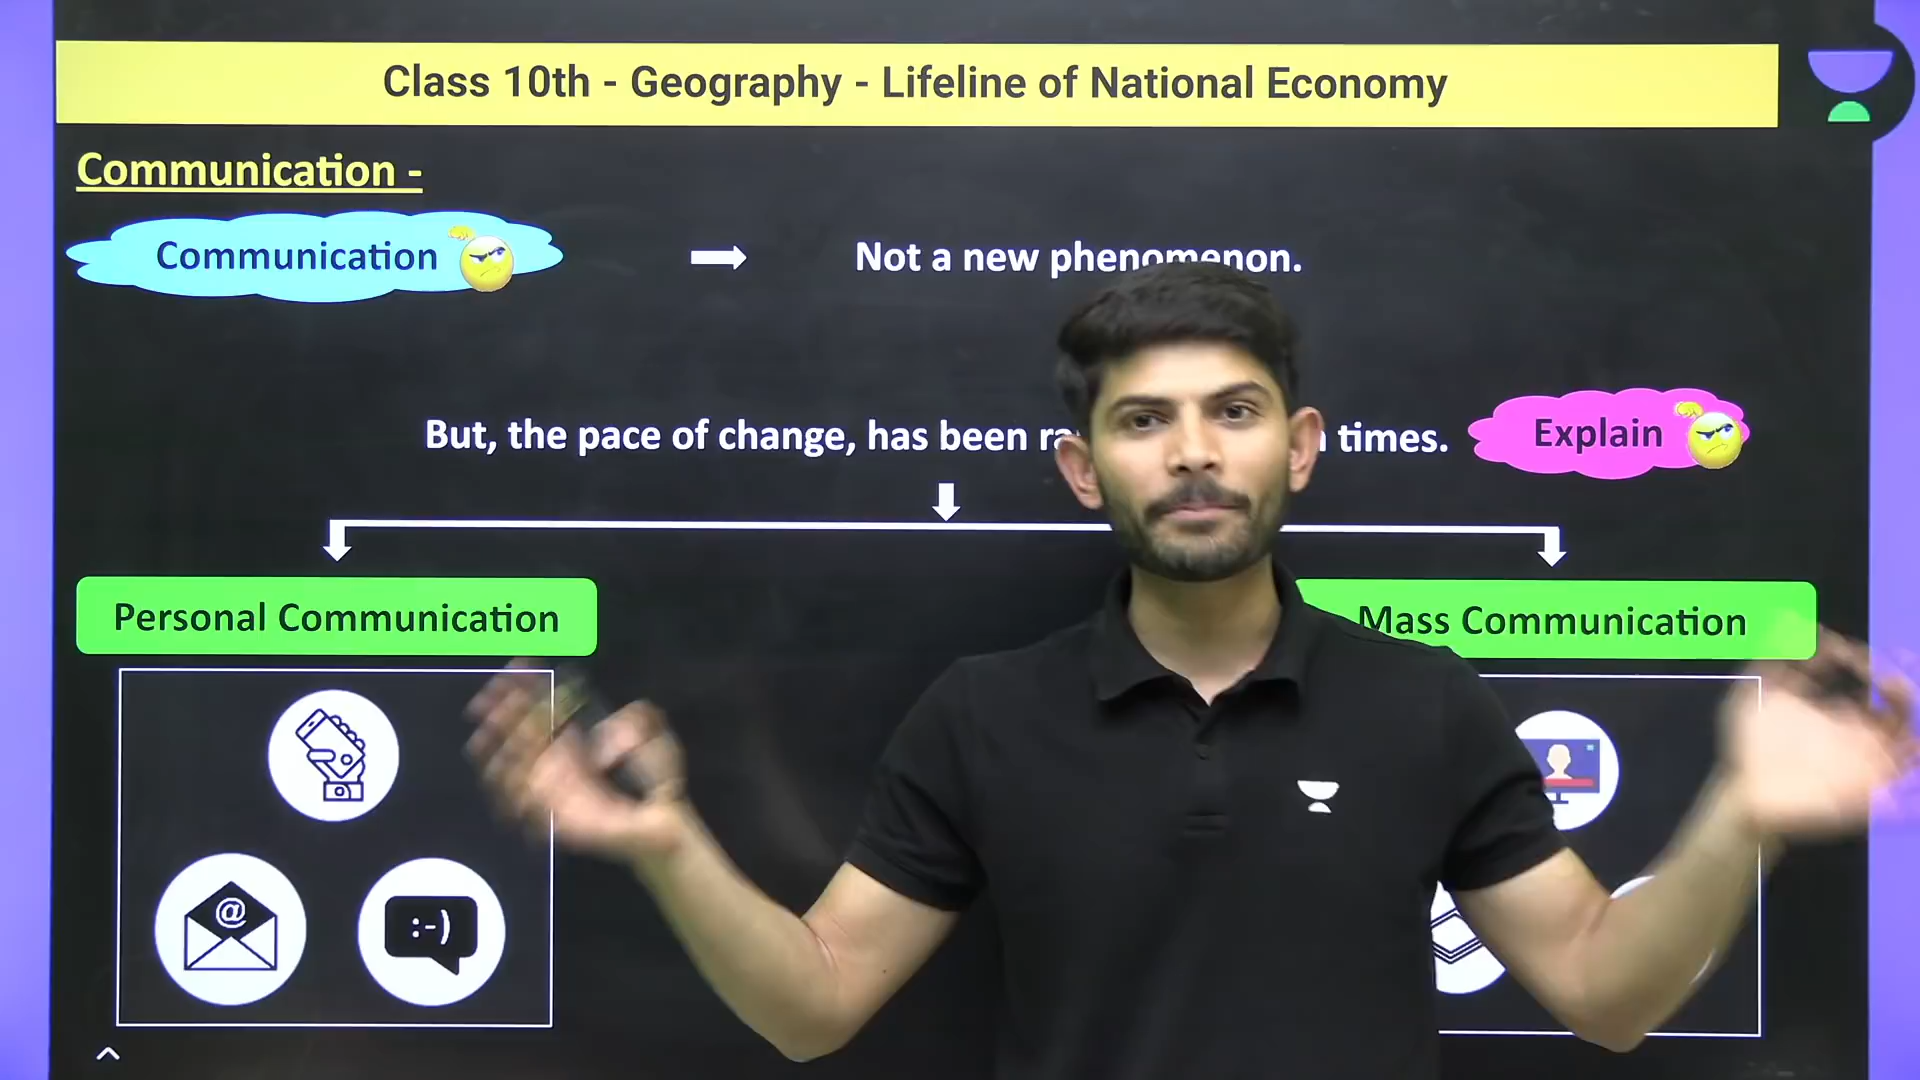 Class 10th - Geography - Lifeline of National Economy
Communication -
Communication
Not a new phenomenon.
But, the pace of change, has been times.
Explain
Personal Communication
Mass Communication
@
:-)